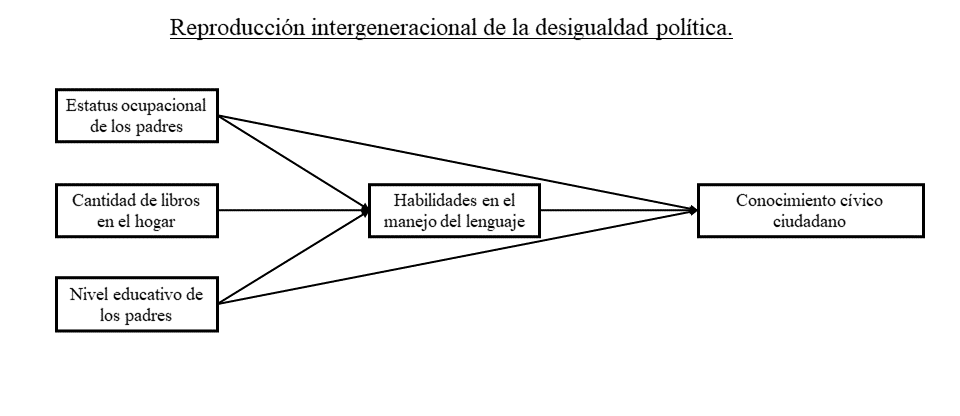 Reproducción intergeneracional de la desigualdad política.
Estatus ocupacional
de los padres
Cantidad de libros
en el hogar
Habilidades en el
manejo del lenguaje
Conocimiento cívico
ciudadano
Nivel educativo de
los padres